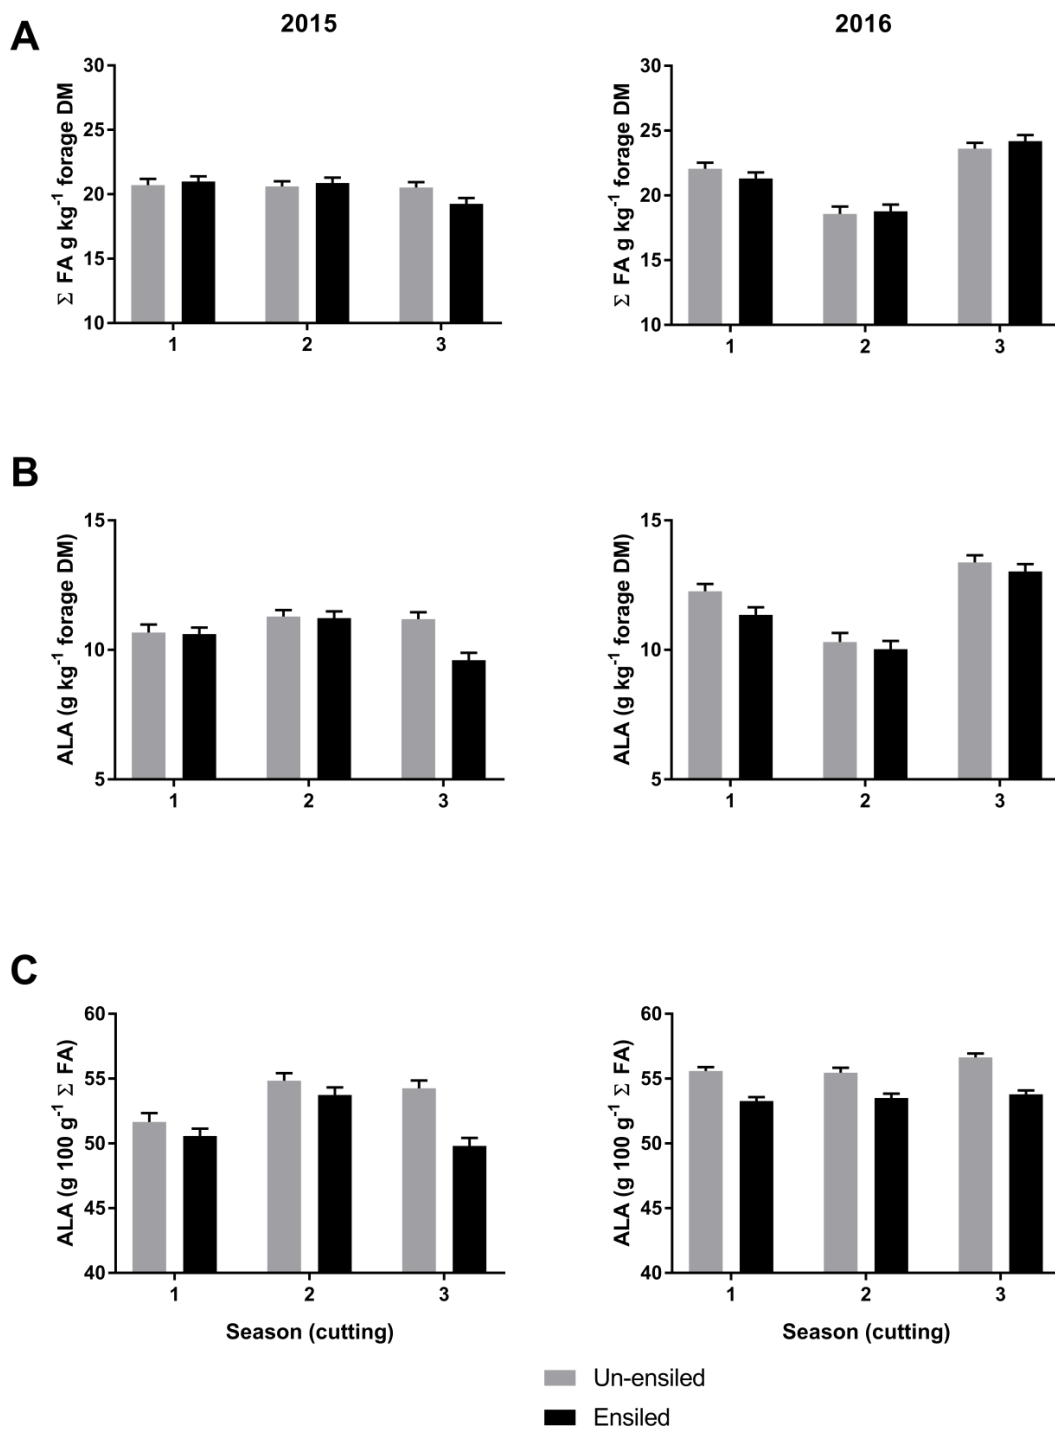 A
2015
2016
Σ FA g kg⁻¹ forage DM
30
25
20
15
10
1 2 3
Σ FA g kg⁻¹ forage DM
30
25
20
15
10
1 2 3
B
ALA (g kg⁻¹ forage DM)
15
10
5
1 2 3
ALA (g kg⁻¹ forage DM)
15
10
5
1 2 3
C
ALA (g 100 g⁻¹ Σ FA)
60
55
50
45
40
1 2 3
Season (cutting)
ALA (g 100 g⁻¹ Σ FA)
60
55
50
45
40
1 2 3
Season (cutting)
Un-ensiled
Ensiled